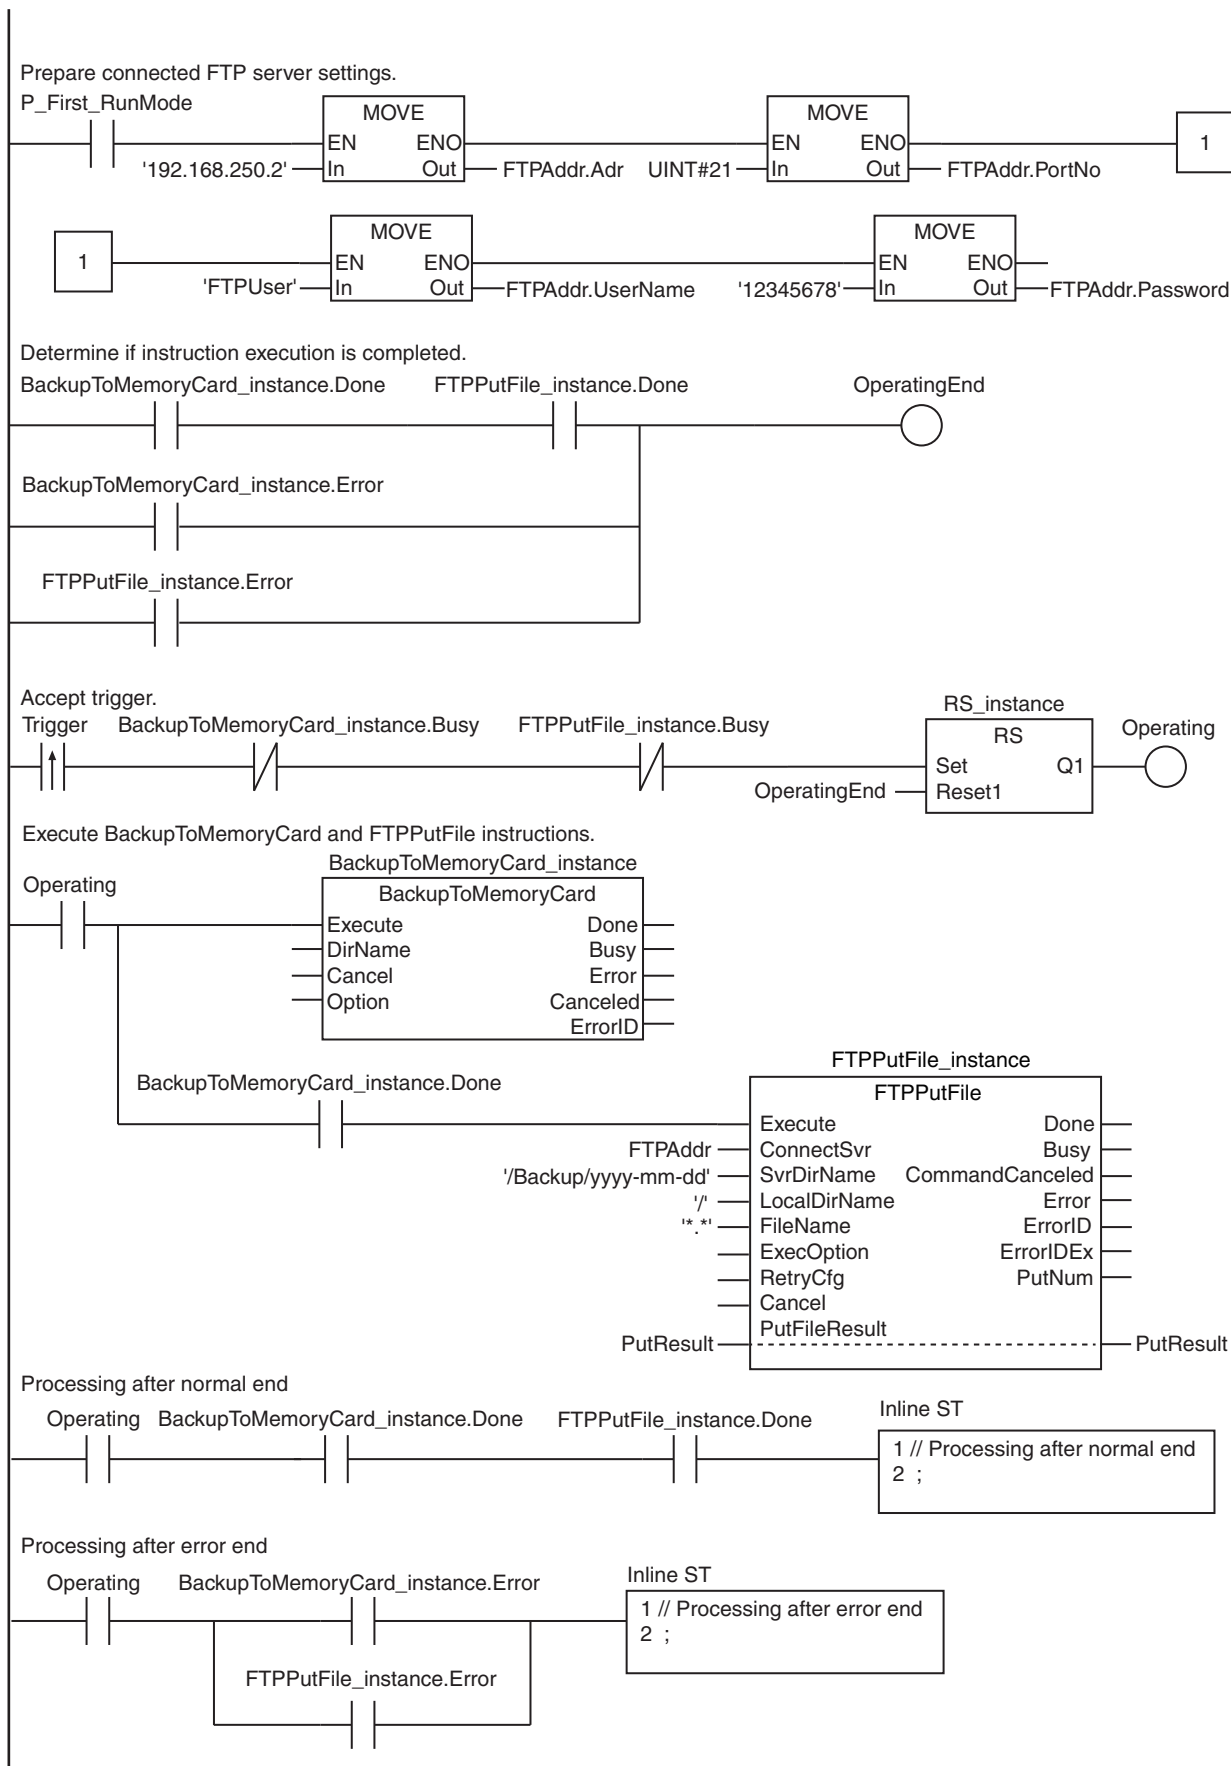 Prepare connected FTP server settings.
P_First_RunMode
MOVE
MOVE
EN ENO
EN ENO
1
'192.168.250.2'
In Out
FTPAddr.Adr
UINT#21
In Out
FTPAddr.PortNo
MOVE
MOVE
1
EN ENO
EN ENO
'FTPUser'
In Out
FTPAddr.UserName
'12345678'
In Out
FTPAddr.Password
Determine if instruction execution is completed.
BackupToMemoryCard_instance.Done
FTPPutFile_instance.Done
OperatingEnd
BackupToMemoryCard_instance.Error
FTPPutFile_instance.Error
Accept trigger.
RS_instance
Trigger
BackupToMemoryCard_instance.Busy
FTPPutFile_instance.Busy
RS
Operating
Set Q1
OperatingEnd
Reset1
Execute BackupToMemoryCard and FTPPutFile instructions.
BackupToMemoryCard_instance
Operating
BackupToMemoryCard
Execute Done
DirName Busy
Cancel Error
Option Canceled
ErrorID
FTPPutFile_instance
BackupToMemoryCard_instance.Done
FTPPutFile
Execute Done
FTPAddr
ConnectSvr Busy
'/Backup/yyyy-mm-dd'
SvrDirName CommandCanceled
'/'
LocalDirName Error
'*.*'
FileName ErrorID
ExecOption ErrorIDEx
RetryCfg PutNum
Cancel
PutFileResult
PutResult
PutResult
Processing after normal end
Operating
BackupToMemoryCard_instance.Done
FTPPutFile_instance.Done
Inline ST
1 // Processing after normal end
2 ;
Processing after error end
Operating
BackupToMemoryCard_instance.Error
Inline ST
1 // Processing after error end
2 ;
FTPPutFile_instance.Error